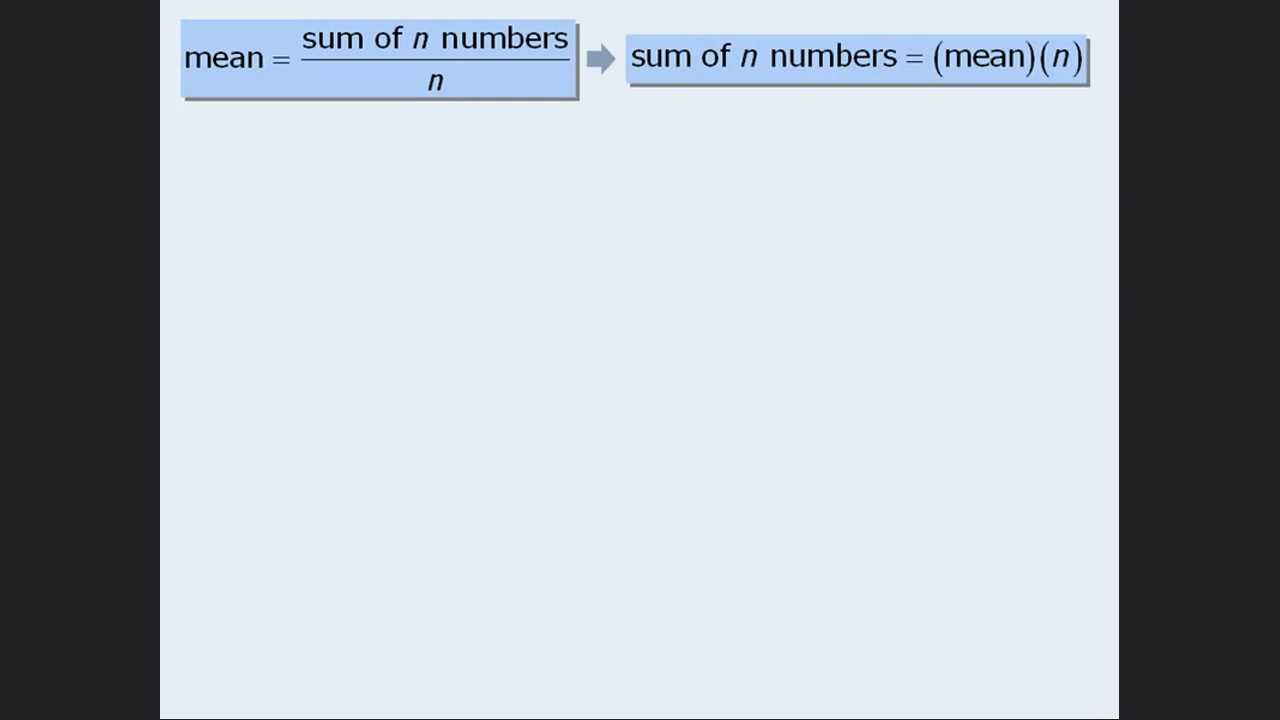 mean = sum of n numbers / n
sum of n numbers = (mean)(n)